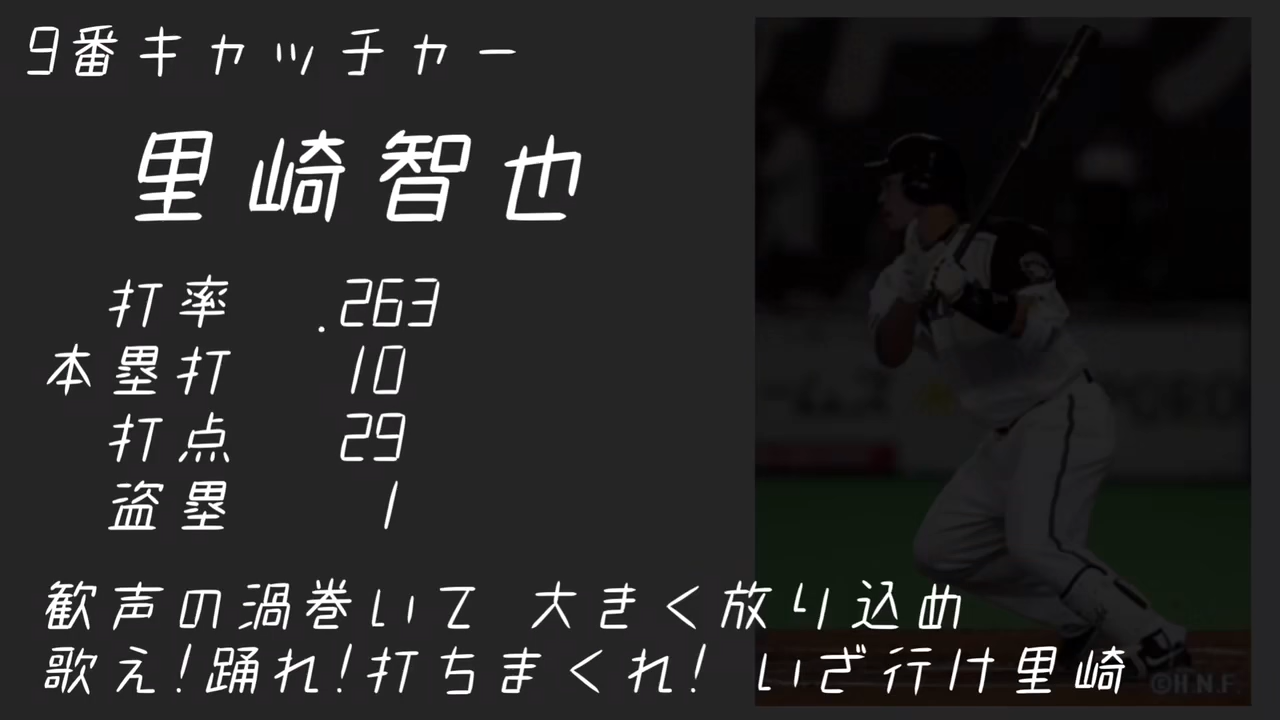 9番キャッチャー
里崎智也
打率 .263
本塁打 10
打点 29
盗塁 1
歓声の渦巻いて 大きく放り込め
歌え!踊れ!打ちまくれ! いざ行け里崎
©H.N.F.